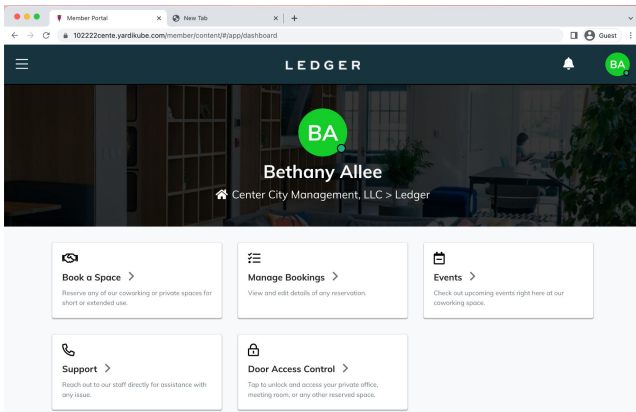 Member Portal
New Tab
102222cente.yardikube.com/member/content/#/app/dashboard
Guest
LEDGER
BA
BA
Bethany Allee
Center City Management, LLC > Ledger
Book a Space
Reserve any of our coworking or private spaces for
short or extended use.
Manage Bookings
View and edit details of any reservation.
Events
Check out upcoming events right here at our
coworking space.
Support
Reach out to our staff directly for assistance with
any issue.
Door Access Control
Tap to unlock and access your private office,
meeting room, or any other reserved space.